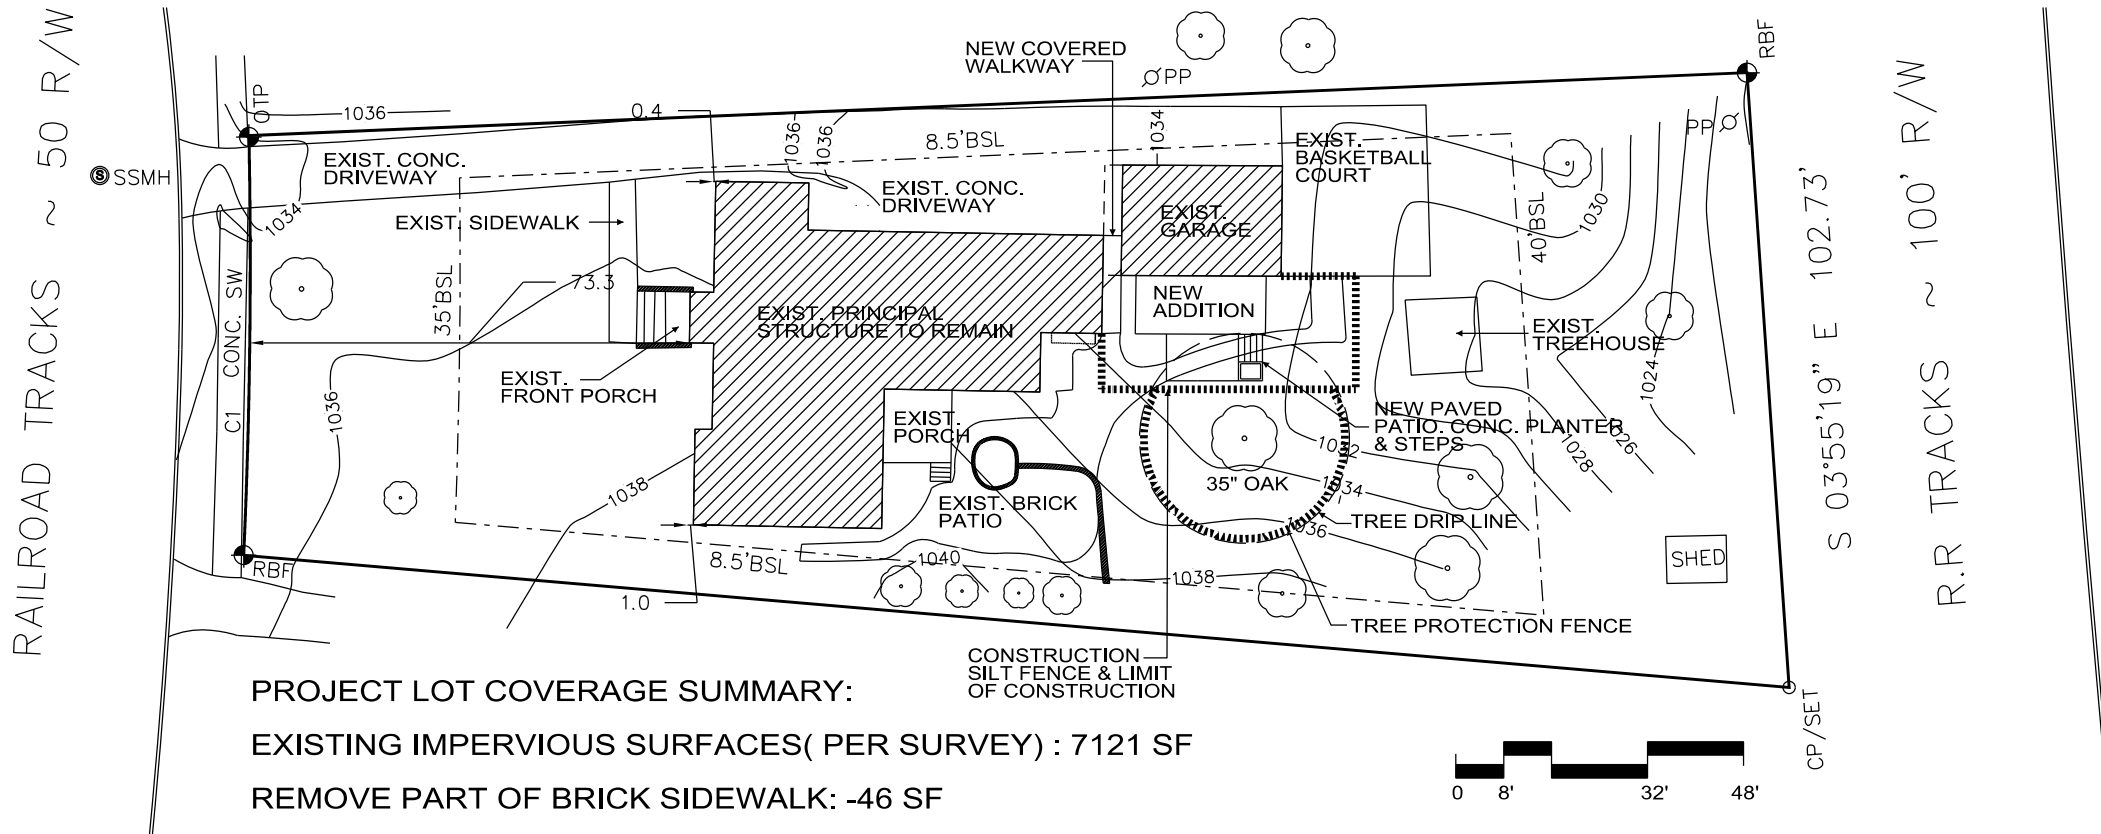 RAILROAD TRACKS ~ 50 R/W
SSMH
OTP
1036
0.4
NEW COVERED
WALKWAY
PP
RBF
EXIST. CONC.
DRIVEWAY
1036
1036
8.5'BSL
1034
EXIST.
BASKETBALL
COURT
PP
1034
EXIST. SIDEWALK
EXIST. CONC.
DRIVEWAY
EXIST.
GARAGE
40'BSL
1030
C1 CONC. SW
35'BSL
73.3
EXIST. PRINCIPAL
STRUCTURE TO REMAIN
NEW
ADDITION
EXIST.
TREEHOUSE
1024
S 03°55'19" E 102.73'
R.R TRACKS ~ 100' R/W
1036
EXIST.
FRONT PORCH
EXIST.
PORCH
NEW PAVED
PATIO. CONC. PLANTER
& STEPS
1032
1028
1026
1038
35" OAK
1034
EXIST. BRICK
PATIO
TREE DRIP LINE
1036
8.5'BSL
1040
1038
SHED
RBF
1.0
TREE PROTECTION FENCE
CONSTRUCTION
SILT FENCE & LIMIT
OF CONSTRUCTION
CP/SET
PROJECT LOT COVERAGE SUMMARY:
EXISTING IMPERVIOUS SURFACES( PER SURVEY) : 7121 SF
REMOVE PART OF BRICK SIDEWALK: -46 SF
0 8' 32' 48'